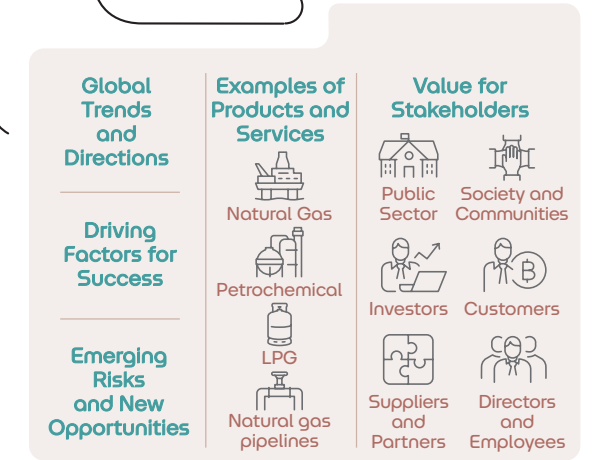 Global
Trends
and
Directions
Driving
Factors for
Success
Emerging
Risks
and New
Opportunities
Examples of
Products and
Services
Natural Gas
Petrochemical
LPG
Natural gas
pipelines
Value for
Stakeholders
Public
Sector
Society and
Communities
Investors
Customers
Suppliers
and
Partners
Directors
and
Employees